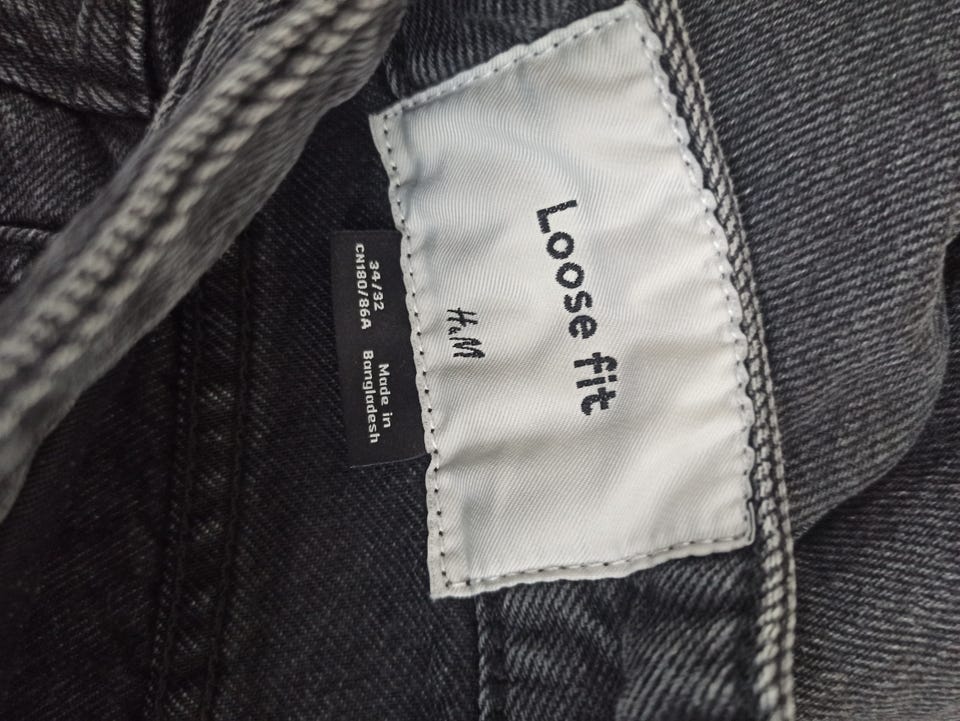 Loose fit
H&M
34/32
CN180/86A
Made in
Bangladesh